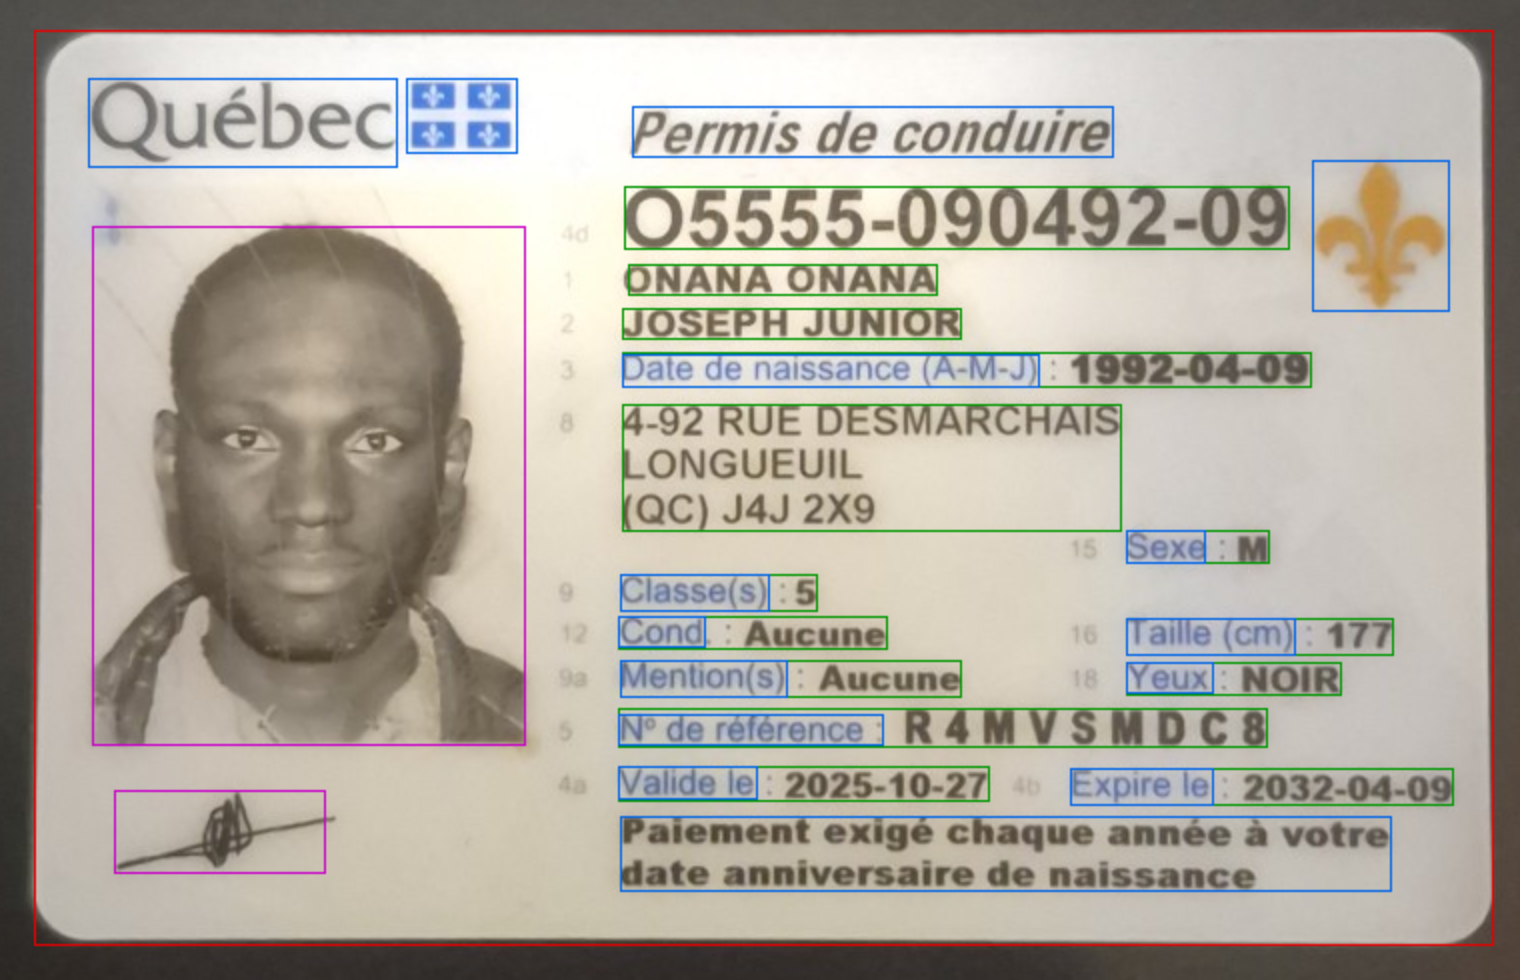 Québec
Permis de conduire
4d O5555-090492-09
1 ONANA ONANA
2 JOSEPH JUNIOR
3 Date de naissance (A-M-J) : 1992-04-09
8 4-92 RUE DESMARCHAIS
LONGUEUIL
(QC) J4J 2X9
15 Sexe : M
9 Classe(s) : 5
12 Cond. : Aucune
16 Taille (cm) : 177
9a Mention(s) : Aucune
18 Yeux : NOIR
5 Nº de référence : R 4 M V S M D C 8
4a Valide le : 2025-10-27 4b Expire le : 2032-04-09
Paiement exigé chaque année à votre
date anniversaire de naissance